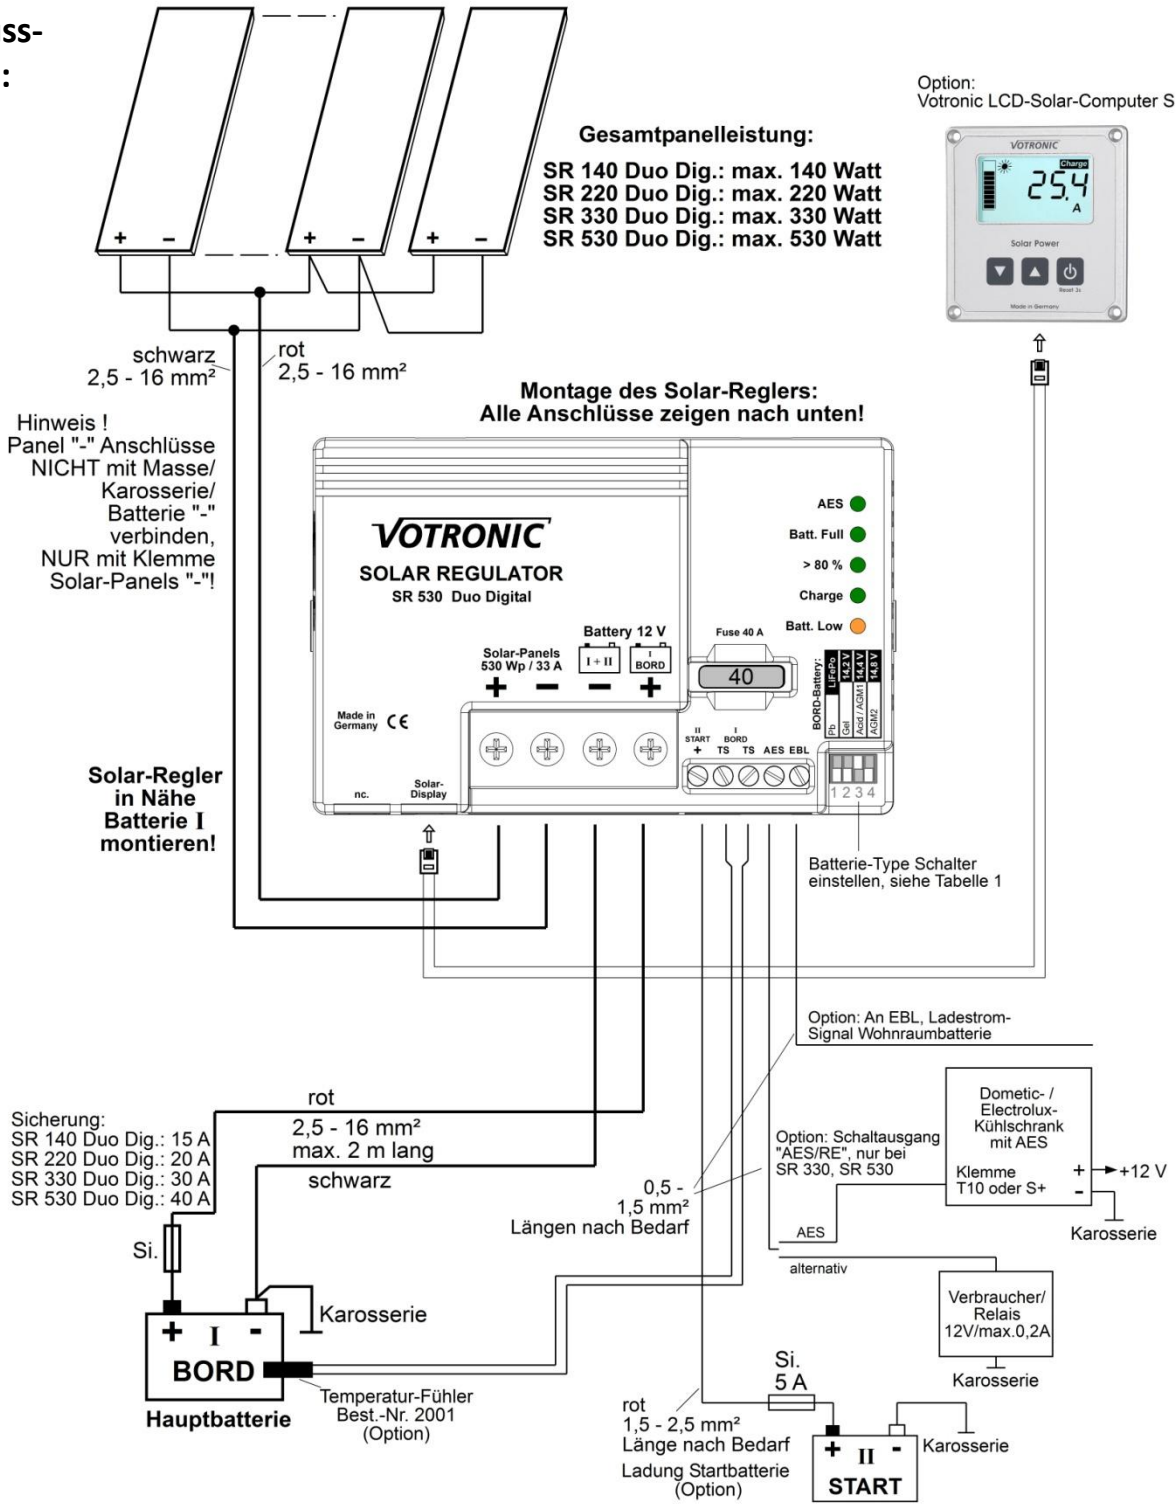 ss-
:
+ - + - + -
Option:
Votronic LCD-Solar-Computer S
Gesamtpanelleistung:
SR 140 Duo Dig.: max. 140 Watt
SR 220 Duo Dig.: max. 220 Watt
SR 330 Duo Dig.: max. 330 Watt
SR 530 Duo Dig.: max. 530 Watt
VOTRONIC
Charge
25,4
A
Solar Power
Reset 3s
Made in Germany
schwarz
2,5 - 16 mm²
rot
2,5 - 16 mm²
Hinweis !
Panel "-" Anschlüsse
NICHT mit Masse/
Karosserie/
Batterie "-"
verbinden,
NUR mit Klemme
Solar-Panels "-"!
Montage des Solar-Reglers:
Alle Anschlüsse zeigen nach unten!
VOTRONIC
SOLAR REGULATOR
SR 530 Duo Digital
AES
Batt. Full
> 80 %
Charge
Batt. Low
Solar-Panels
530 Wp / 33 A
Battery 12 V
I + II
I
BORD
+ - - +
Fuse 40 A
40
BORD-Battery:
LiFePo
14,2 V
14,4 V
14,8 V
Pb
Gel
Acid / AGM1
AGM2
Made in
Germany CE
II
START
+
I
BORD
TS TS AES EBL
1 2 3 4
nc.
Solar-
Display
Solar-Regler
in Nähe
Batterie I
montieren!
Batterie-Type Schalter
einstellen, siehe Tabelle 1
Option: An EBL, Ladestrom-
Signal Wohnraumbatterie
Sicherung:
SR 140 Duo Dig.: 15 A
SR 220 Duo Dig.: 20 A
SR 330 Duo Dig.: 30 A
SR 530 Duo Dig.: 40 A
rot
2,5 - 16 mm²
max. 2 m lang
schwarz
Option: Schaltausgang
"AES/RE", nur bei
SR 330, SR 530
0,5 -
1,5 mm²
Längen nach Bedarf
Dometic- /
Electrolux-
Kühlschrank
mit AES
Klemme
T10 oder S+
+
-
+12 V
Karosserie
AES
alternativ
Verbraucher/
Relais
12V/max.0,2A
Karosserie
Si.
+ I -
BORD
Hauptbatterie
Karosserie
Temperatur-Fühler
Best.-Nr. 2001
(Option)
Si.
5 A
rot
1,5 - 2,5 mm²
Länge nach Bedarf
Ladung Startbatterie
(Option)
+ II -
START
Karosserie